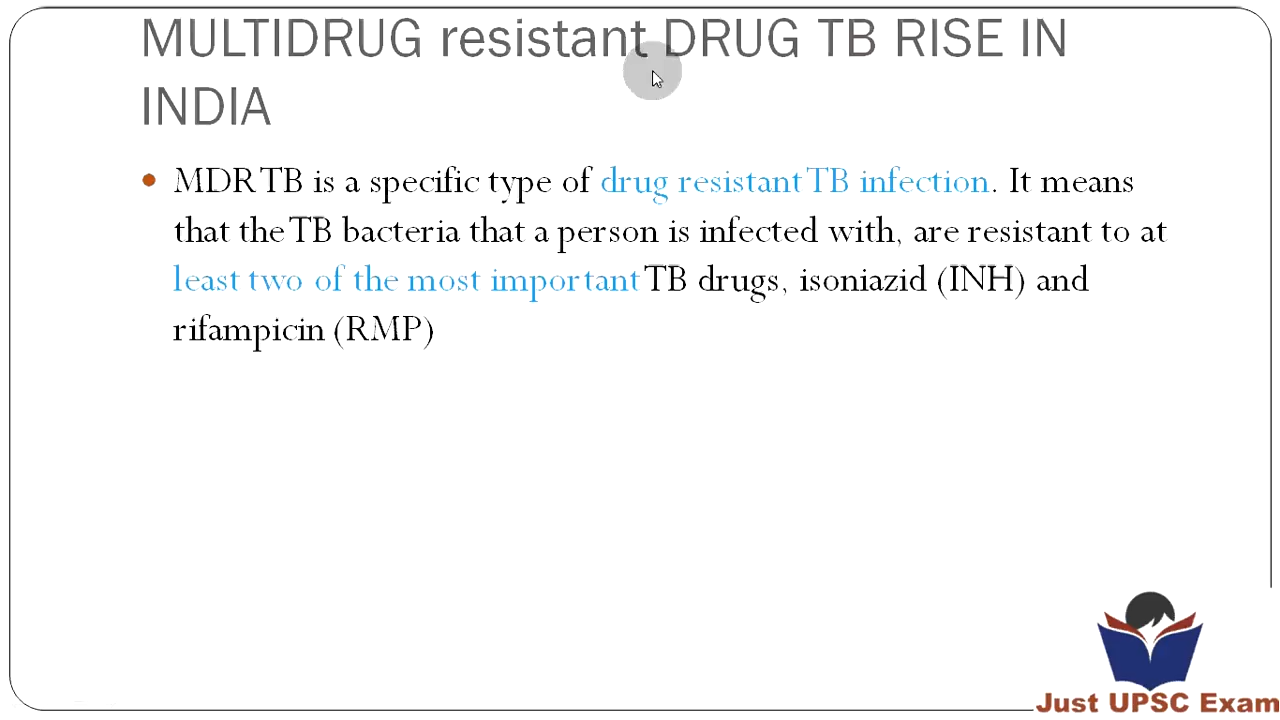 MULTIDRUG resistant DRUG TB RISE IN
INDIA
MDR TB is a specific type of drug resistant TB infection. It means
that the TB bacteria that a person is infected with, are resistant to at
least two of the most important TB drugs, isoniazid (INH) and
rifampicin (RMP)
Just UPSC Exam